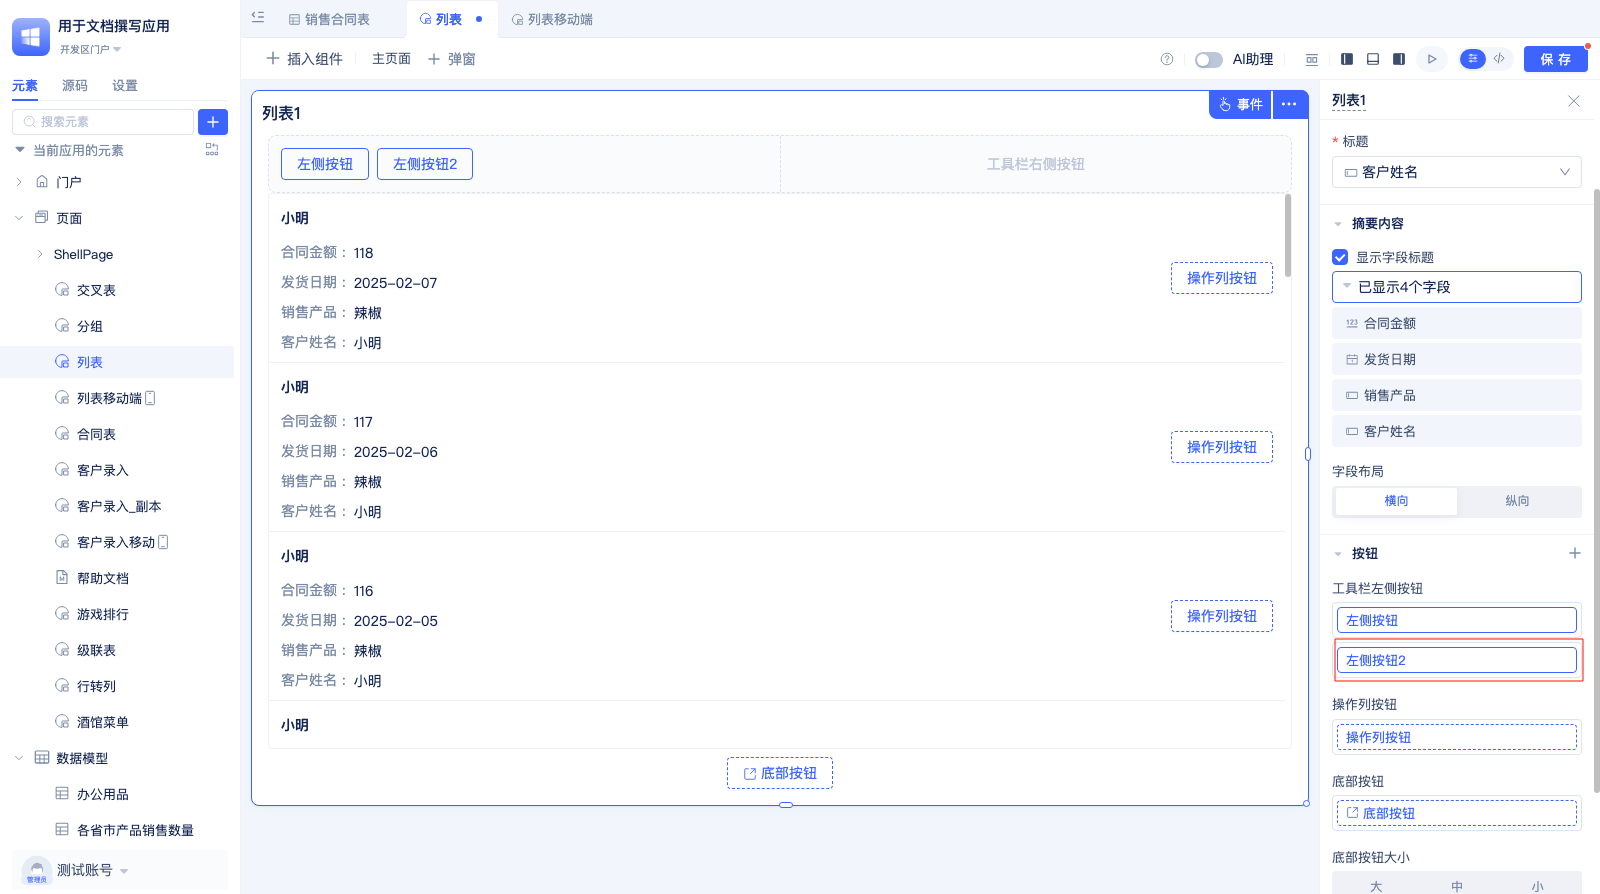 用于文档撰写应用
开发区门户
元素
源码
设置
搜索元素
当前应用的元素
门户
页面
ShellPage
交叉表
分组
列表
列表移动端
合同表
客户录入
客户录入_副本
客户录入移动
帮助文档
游戏排行
级联表
行转列
酒馆菜单
数据模型
办公用品
各省市产品销售数量
管理员
测试账号
销售合同表
列表
列表移动端
插入组件
主页面
弹窗
AI助理
保 存
列表1
事件
左侧按钮
左侧按钮2
工具栏右侧按钮
小明
合同金额： 118
发货日期： 2025-02-07
销售产品： 辣椒
客户姓名： 小明
操作列按钮
小明
合同金额： 117
发货日期： 2025-02-06
销售产品： 辣椒
客户姓名： 小明
操作列按钮
小明
合同金额： 116
发货日期： 2025-02-05
销售产品： 辣椒
客户姓名： 小明
操作列按钮
小明
底部按钮
列表1
* 标题
客户姓名
摘要内容
显示字段标题
已显示4个字段
123 合同金额
发货日期
销售产品
客户姓名
字段布局
横向
纵向
按钮
工具栏左侧按钮
左侧按钮
左侧按钮2
操作列按钮
操作列按钮
底部按钮
底部按钮
底部按钮大小
大
中
小